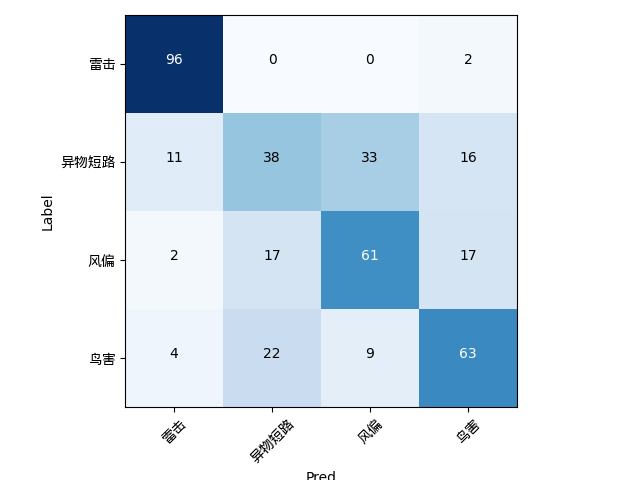 雷击 96 0 0 2
异物短路 11 38 33 16
风偏 2 17 61 17
鸟害 4 22 9 63
Label
雷击 异物短路 风偏 鸟害
Pred